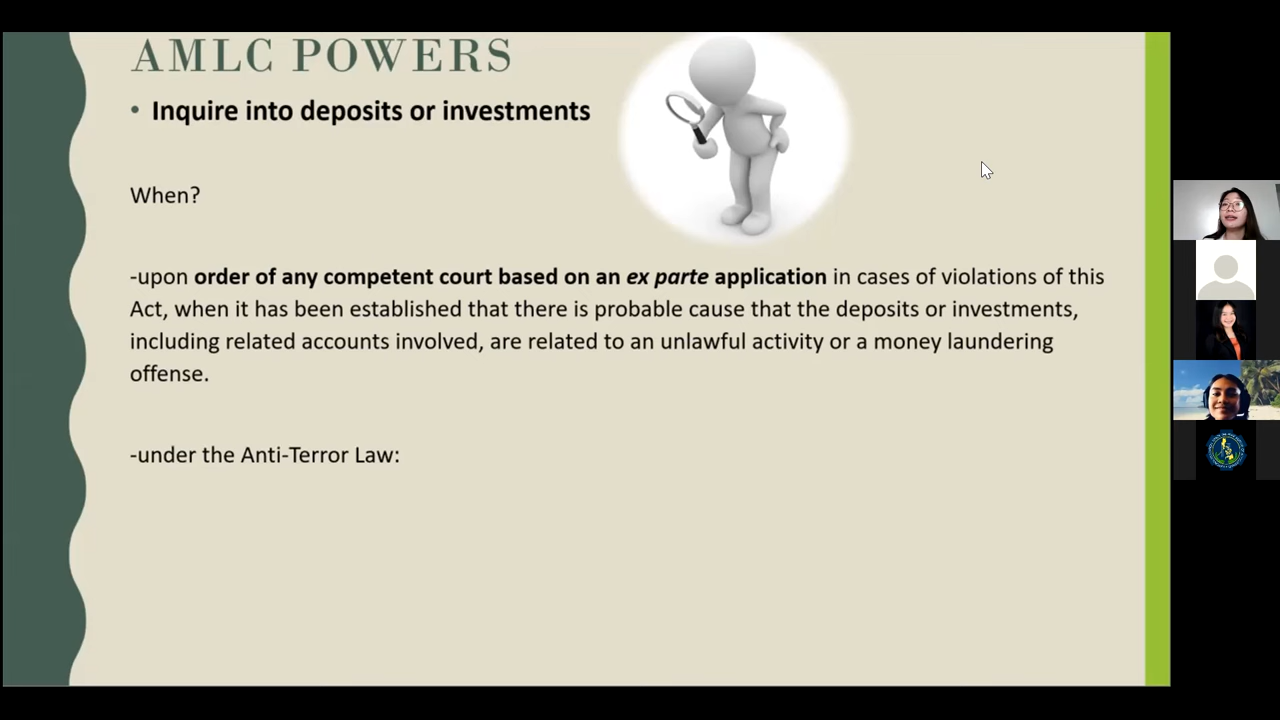 AMLC POWERS
• Inquire into deposits or investments
When?
-upon order of any competent court based on an ex parte application in cases of violations of this
Act, when it has been established that there is probable cause that the deposits or investments,
including related accounts involved, are related to an unlawful activity or a money laundering
offense.
-under the Anti-Terror Law: